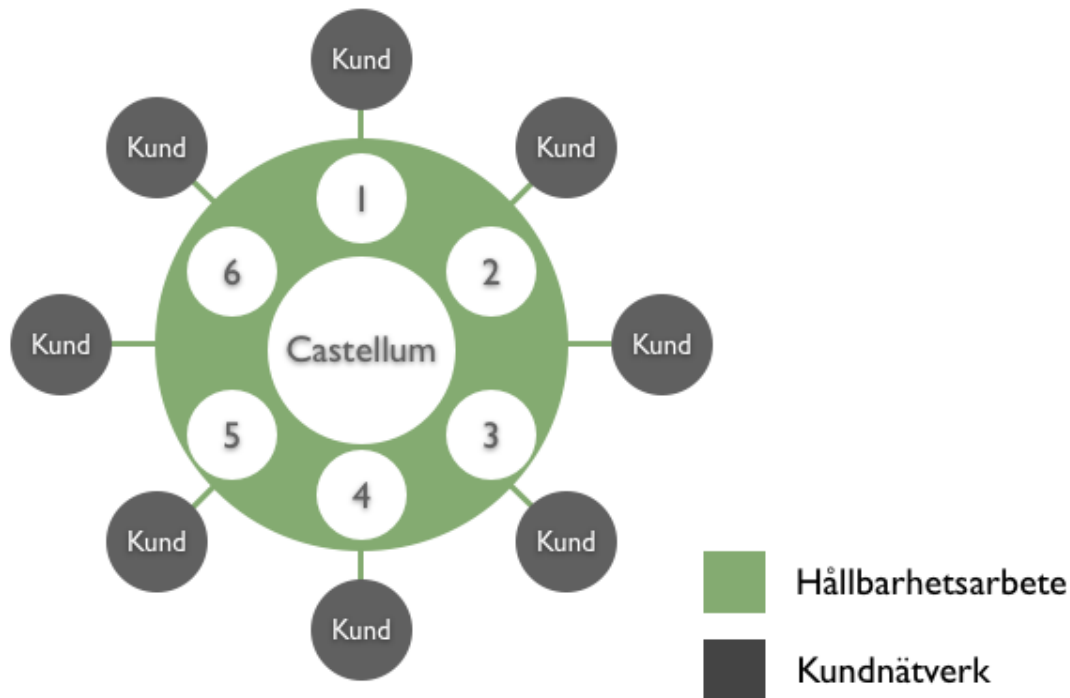 Kund
Kund
Kund
1
6
2
Kund
Castellum
Kund
5
3
4
Kund
Kund
Kund
Hållbarhetsarbete
Kundnätverk